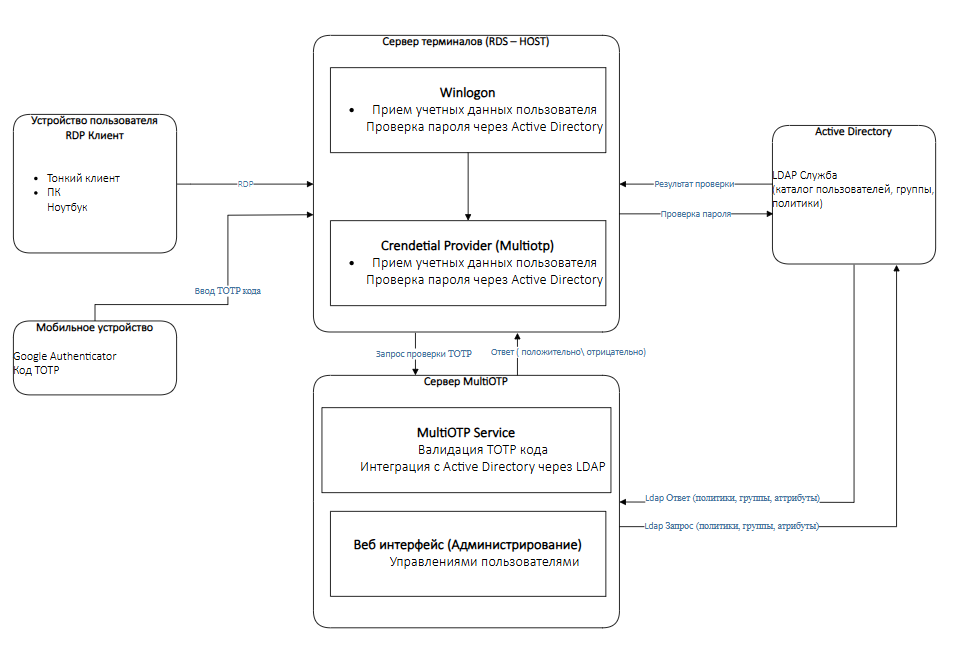 Сервер терминалов (RDS – HOST)
Winlogon
• Прием учетных данных пользователя
Проверка пароля через Active Directory
Устройство пользователя
RDP Клиент
• Тонкий клиент
• ПК
Ноутбук
RDP
Active Directory
LDAP Служба
(каталог пользователей, группы,
политики)
Результат проверки
Проверка пароля
Crendetial Provider (Multiotp)
• Прием учетных данных пользователя
Проверка пароля через Active Directory
Ввод TOTP кода
Мобильное устройство
Google Authenticator
Код TOTP
Запрос проверки TOTP
Ответ ( положительно\ отрицательно)
Сервер MultiOTP
MultiOTP Service
Валидация TOTP кода
Интеграция с Active Directory через LDAP
Ldap Ответ (политики, группы, аттрибуты)
Ldap Запрос (политики, группы, атрибуты)
Веб интерфейс (Администрирование)
Управлениями пользователями